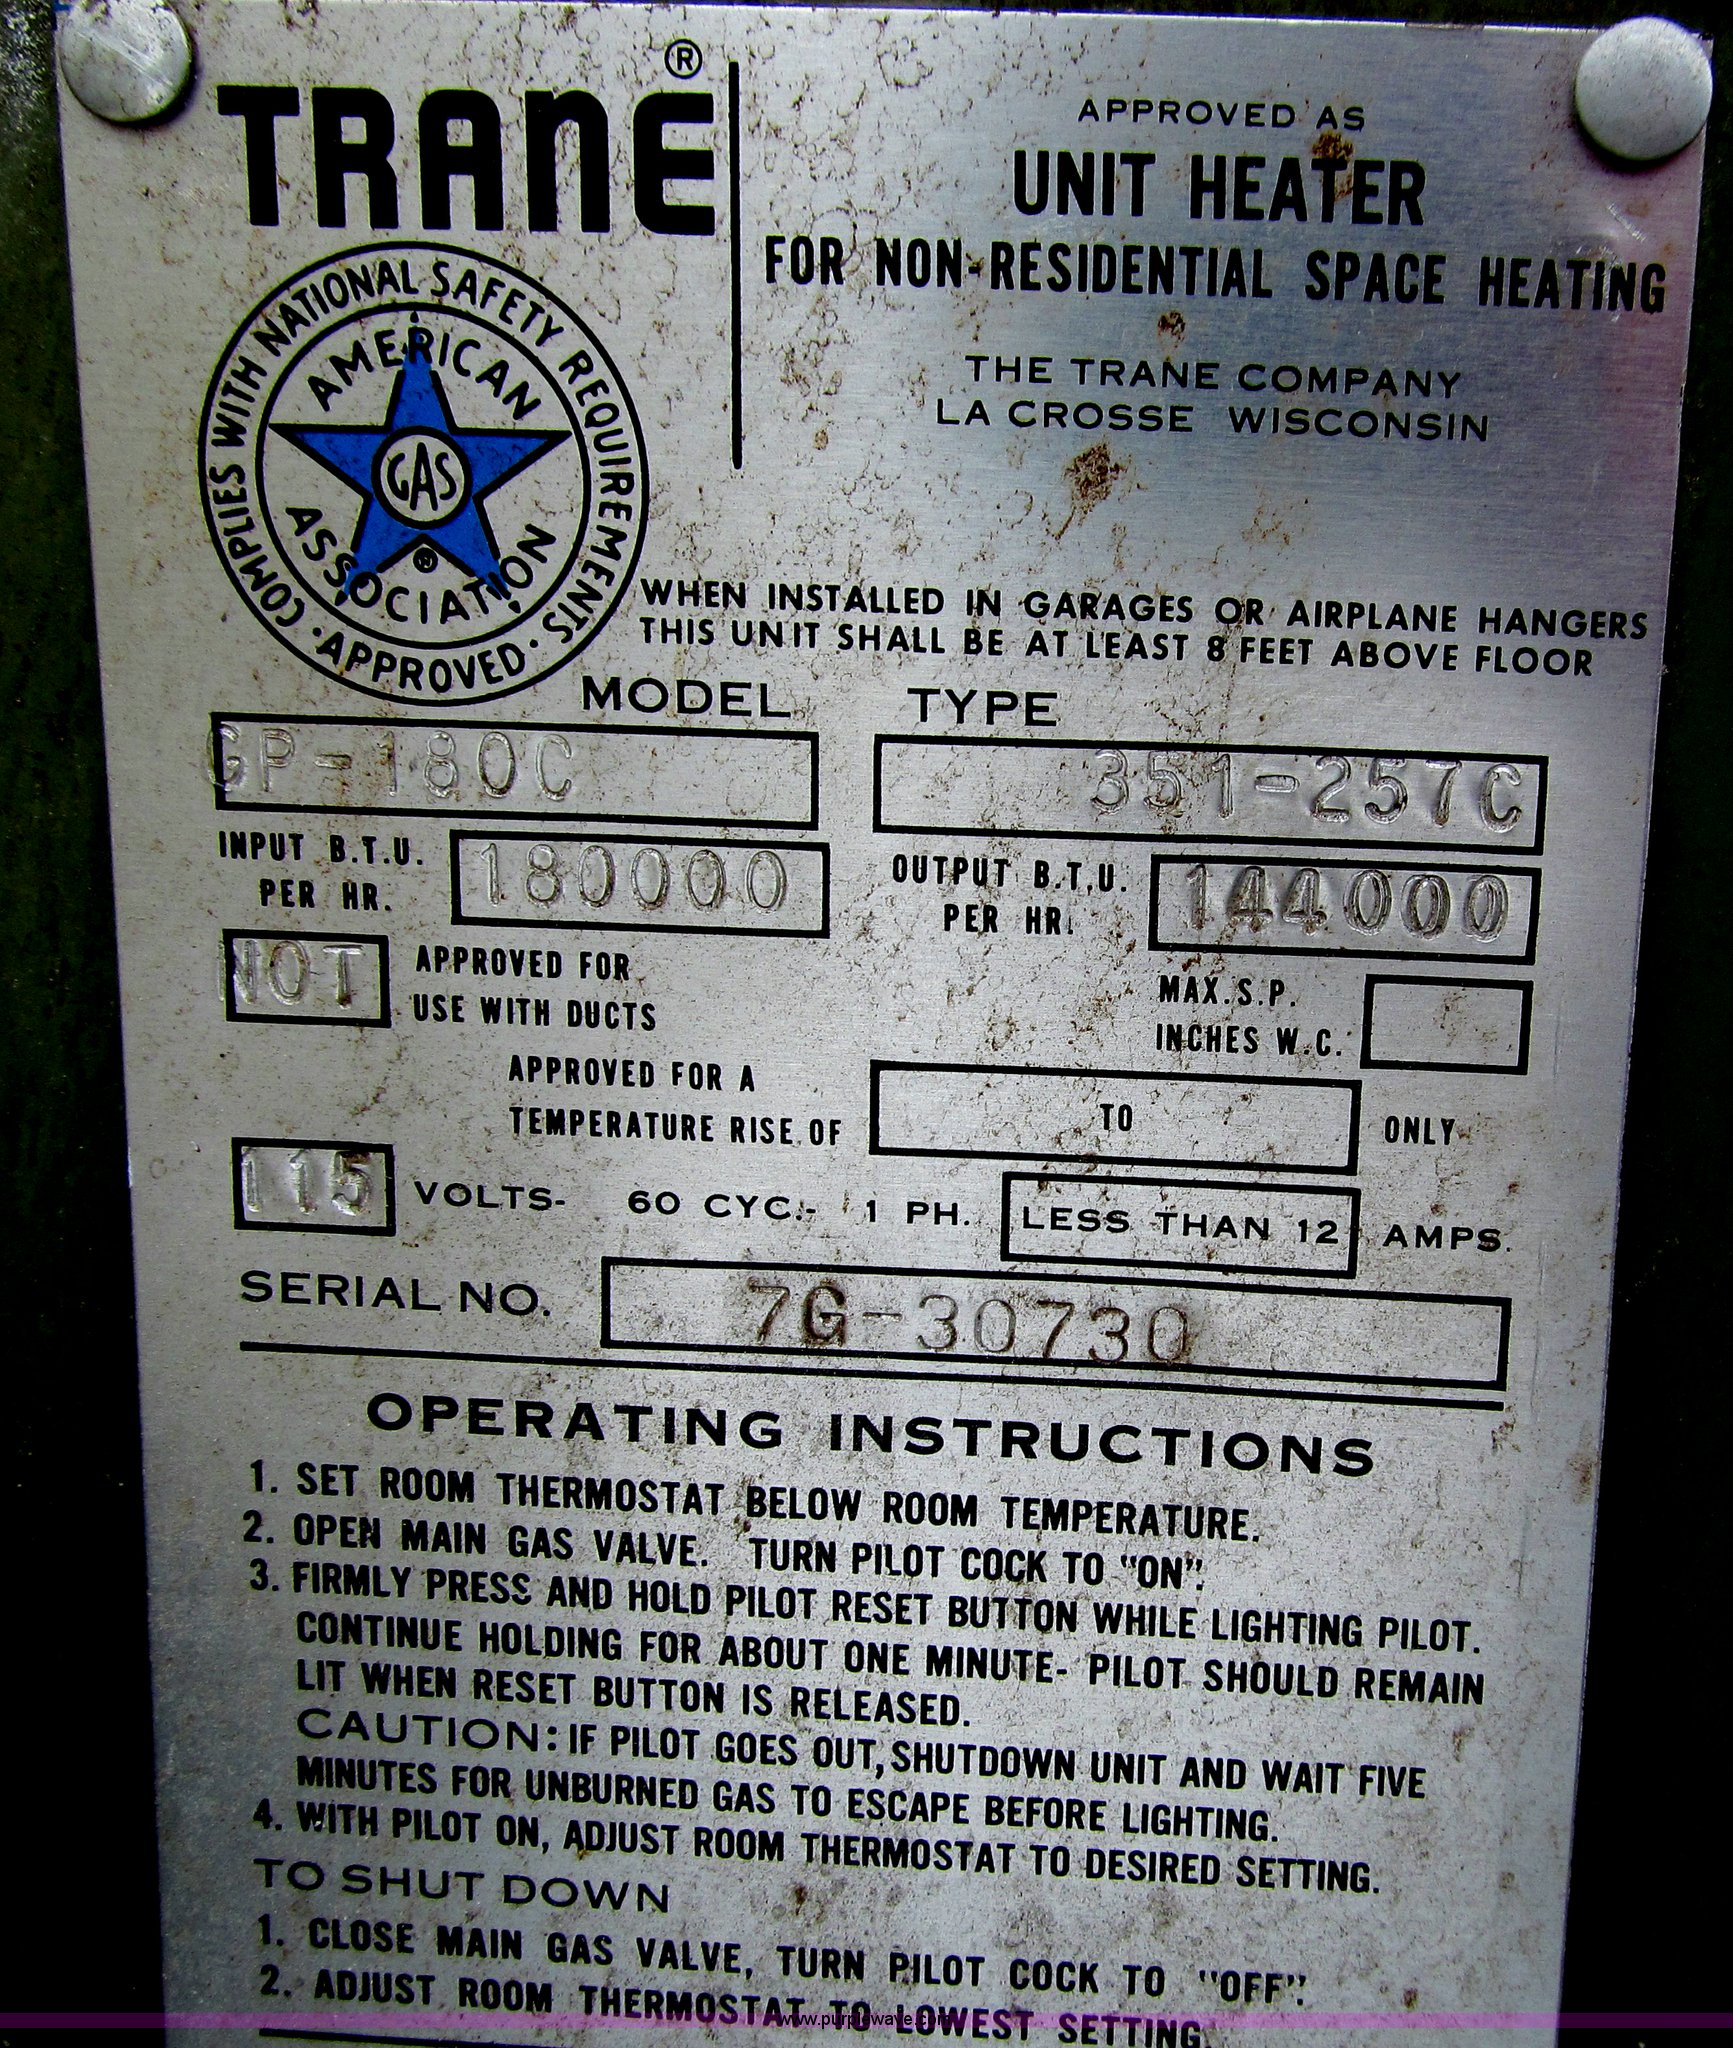 TRANE®
APPROVED AS
UNIT HEATER
FOR NON-RESIDENTIAL SPACE HEATING
THE TRANE COMPANY
LA CROSSE WISCONSIN
COMPLIES WITH NATIONAL SAFETY REQUIREMENTS · APPROVED ·
AMERICAN
GAS
ASSOCIATION
®
WHEN INSTALLED IN GARAGES OR AIRPLANE HANGERS
THIS UNIT SHALL BE AT LEAST 8 FEET ABOVE FLOOR
MODEL TYPE
GP-180C 351-257C
INPUT B.T.U. PER HR. 180000 OUTPUT B.T.U. PER HR. 144000
NOT APPROVED FOR USE WITH DUCTS MAX. S.P. INCHES W.C.
APPROVED FOR A
TEMPERATURE RISE OF TO ONLY
115 VOLTS- 60 CYC.- 1 PH. LESS THAN 12 AMPS.
SERIAL NO. 7G-30730
OPERATING INSTRUCTIONS
1. SET ROOM THERMOSTAT BELOW ROOM TEMPERATURE.
2. OPEN MAIN GAS VALVE. TURN PILOT COCK TO "ON".
3. FIRMLY PRESS AND HOLD PILOT RESET BUTTON WHILE LIGHTING PILOT.
CONTINUE HOLDING FOR ABOUT ONE MINUTE- PILOT SHOULD REMAIN
LIT WHEN RESET BUTTON IS RELEASED.
CAUTION: IF PILOT GOES OUT, SHUTDOWN UNIT AND WAIT FIVE
MINUTES FOR UNBURNED GAS TO ESCAPE BEFORE LIGHTING.
4. WITH PILOT ON, ADJUST ROOM THERMOSTAT TO DESIRED SETTING.
TO SHUT DOWN
1. CLOSE MAIN GAS VALVE, TURN PILOT COCK TO "OFF".
2. ADJUST ROOM THERMOSTAT TO LOWEST SETTING.
www.purplewave.com